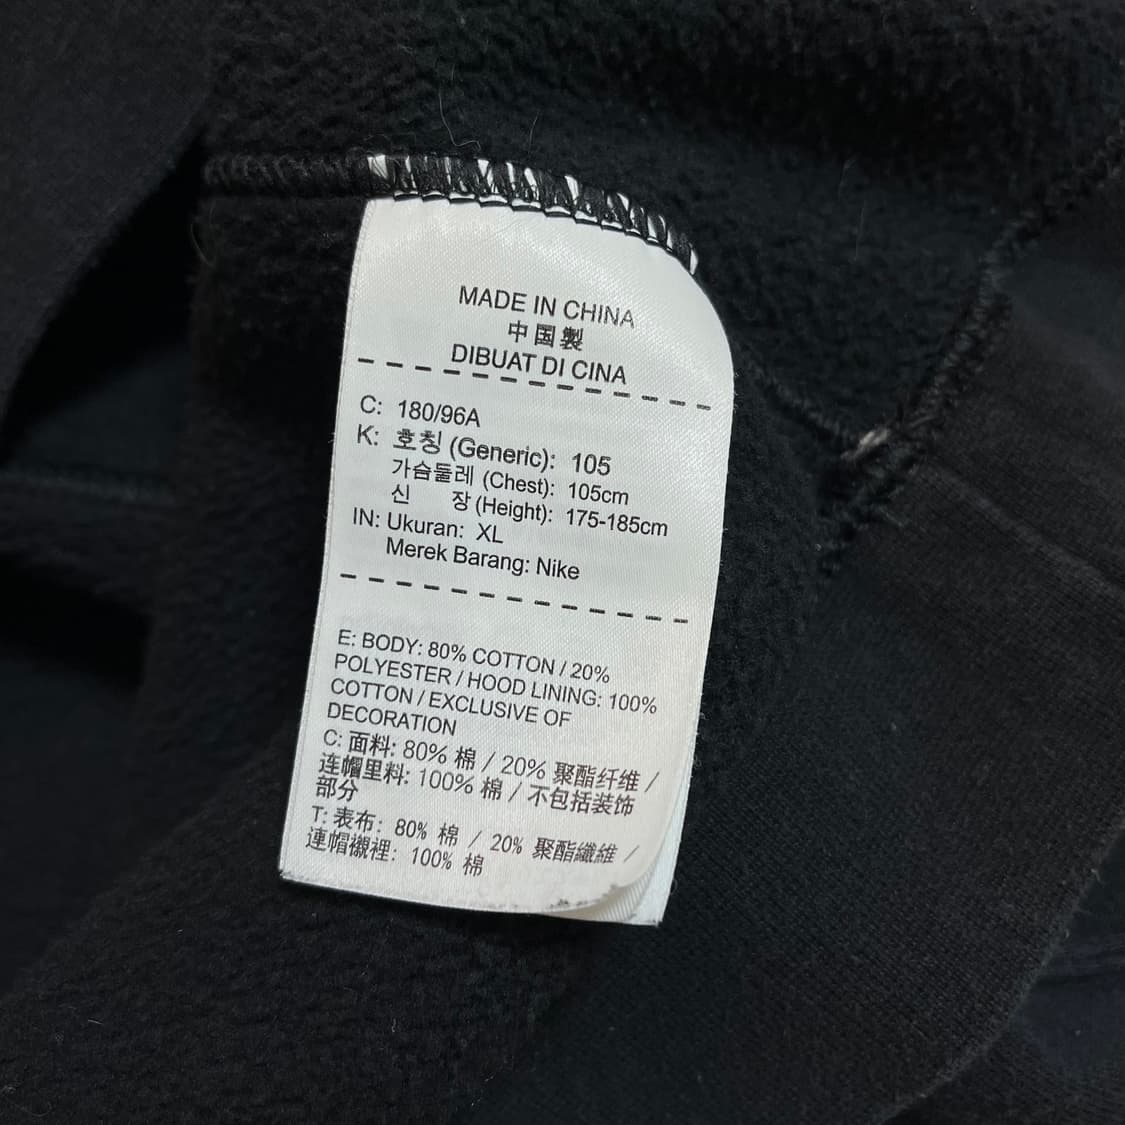 MADE IN CHINA
中国製
DIBUAT DI CINA
C: 180/96A
K: 호칭 (Generic): 105
가슴둘레 (Chest): 105cm
신 장 (Height): 175-185cm
IN: Ukuran: XL
Merek Barang: Nike
E: BODY: 80% COTTON / 20%
POLYESTER / HOOD LINING: 100%
COTTON / EXCLUSIVE OF
DECORATION
C: 面料: 80% 棉 / 20% 聚酯纤维 /
连帽里料: 100% 棉 / 不包括装饰
部分
T: 表布: 80% 棉 / 20% 聚酯纖維 /
連帽襯裡: 100% 棉